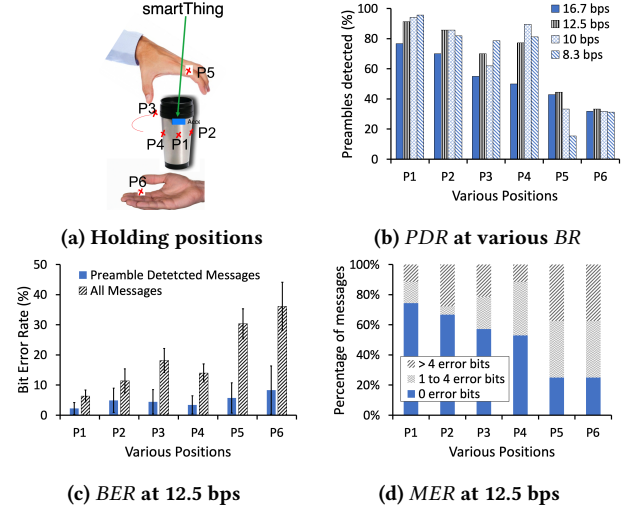 smartThing
P5
P3
Accx
P4
P2
P1
P6
(a) Holding positions
Preambles detected (%)
100
80
60
40
20
0
16.7 bps
12.5 bps
10 bps
8.3 bps
P1 P2 P3 P4 P5 P6
Various Positions
(b) PDR at various BR
Bit Error Rate (%)
50
40
30
20
10
0
Preamble Detetcted Messages
All Messages
P1 P2 P3 P4 P5 P6
Various Positions
(c) BER at 12.5 bps
Percentage of messages
100%
80%
60%
40%
20%
0%
> 4 error bits
1 to 4 error bits
0 error bits
P1 P2 P3 P4 P5 P6
Various Positions
(d) MER at 12.5 bps